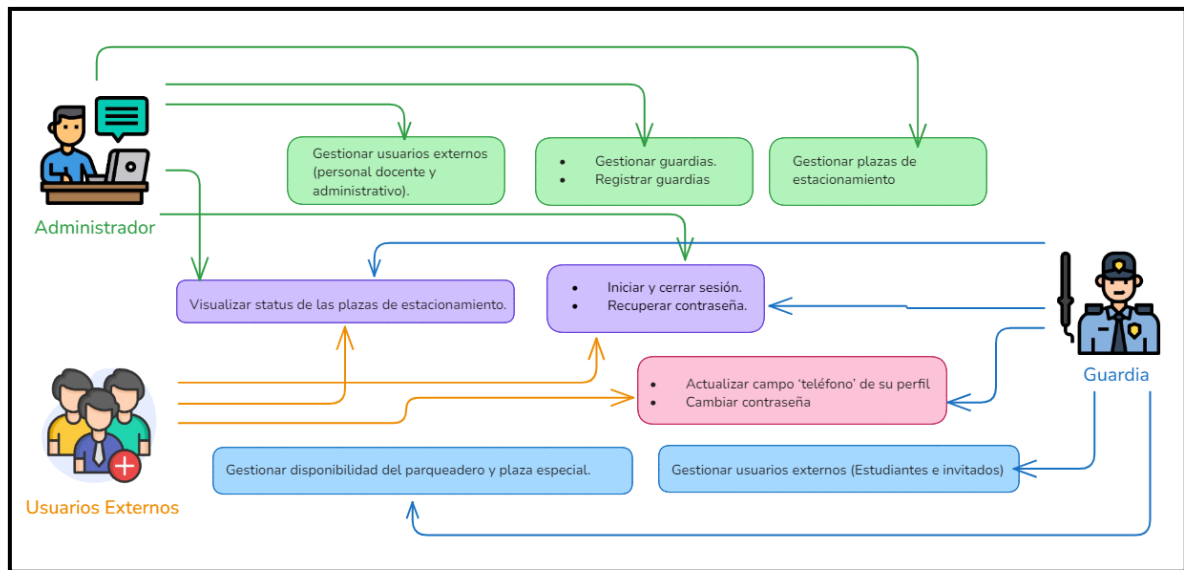 Gestionar usuarios externos
(personal docente y
administrativo).
• Gestionar guardias.
• Registrar guardias
Gestionar plazas de
estacionamiento
Administrador
Visualizar status de las plazas de estacionamiento.
• Iniciar y cerrar sesión.
• Recuperar contraseña.
Guardia
• Actualizar campo ‘teléfono’ de su perfil
• Cambiar contraseña
Usuarios Externos
Gestionar disponibilidad del parqueadero y plaza especial.
Gestionar usuarios externos (Estudiantes e invitados)